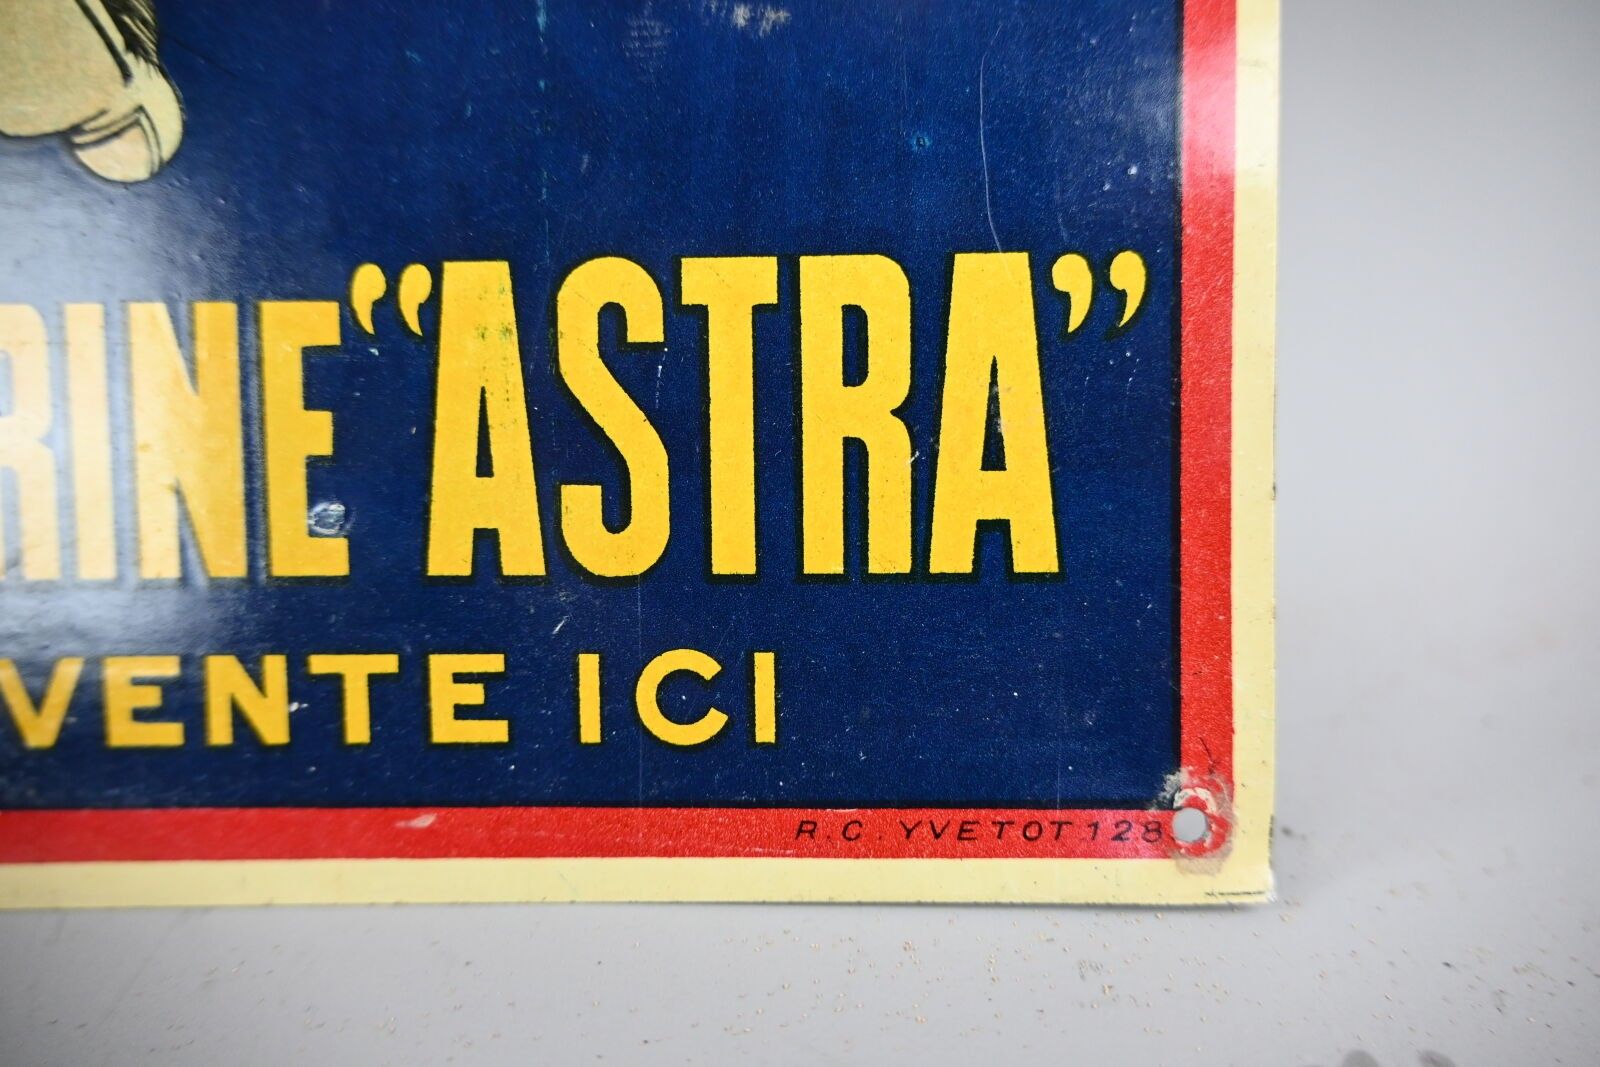 RINE “ASTRA”
VENTE ICI
R.C. YVETOT 128